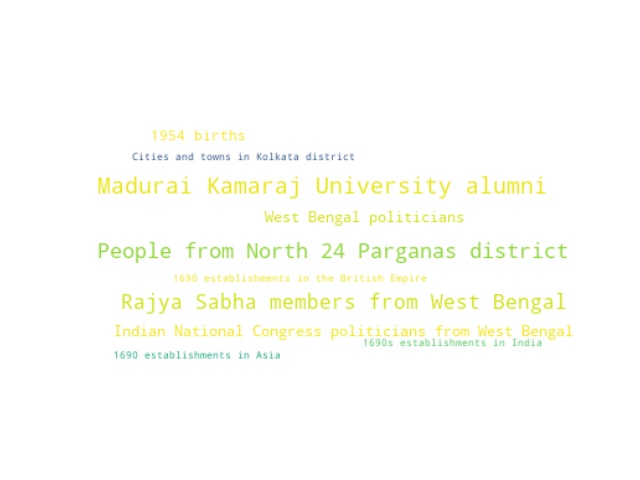 1954 births
Cities and towns in Kolkata district
Madurai Kamaraj University alumni
West Bengal politicians
People from North 24 Parganas district
1690 establishments in the British Empire
Rajya Sabha members from West Bengal
Indian National Congress politicians from West Bengal
1690s establishments in India
1690 establishments in Asia